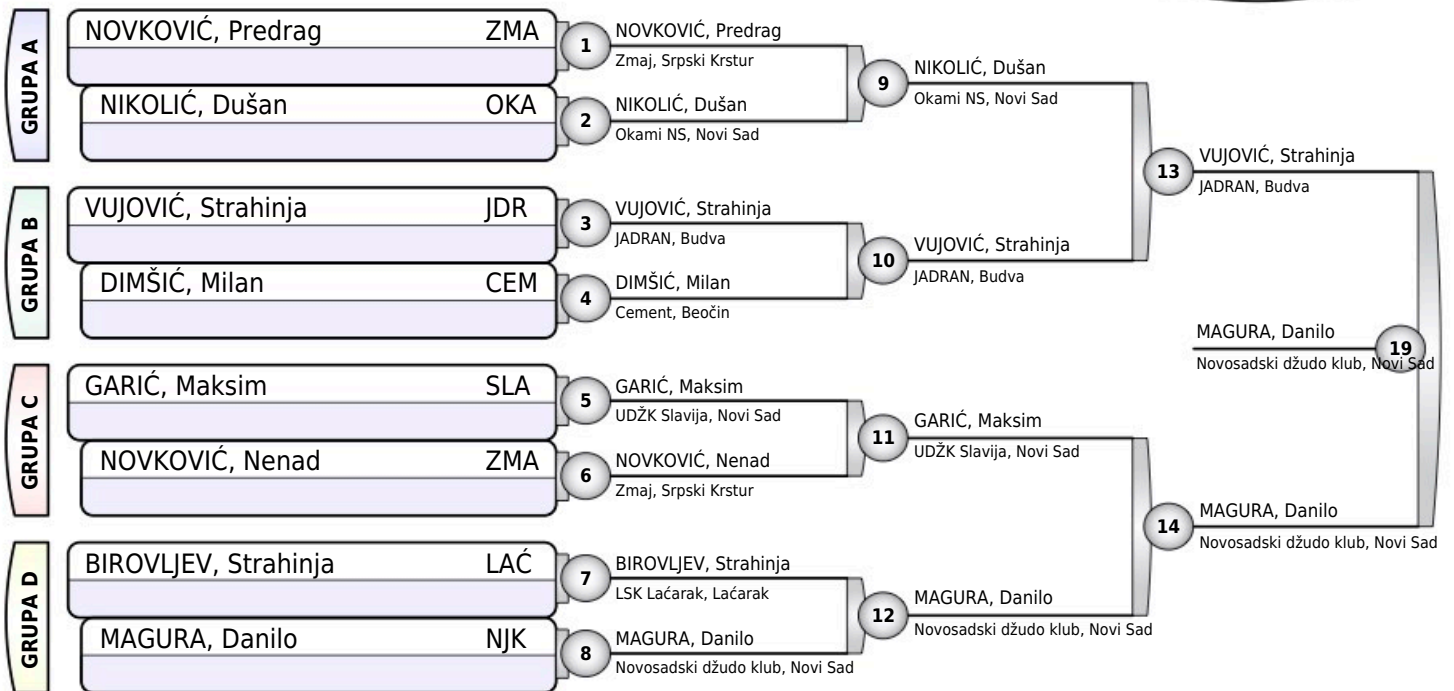 GRUPA A
NOVKOVIĆ, Predrag ZMA
NIKOLIĆ, Dušan OKA
1
NOVKOVIĆ, Predrag
Zmaj, Srpski Krstur
2
NIKOLIĆ, Dušan
Okami NS, Novi Sad
9
NIKOLIĆ, Dušan
Okami NS, Novi Sad
GRUPA B
VUJOVIĆ, Strahinja JDR
DIMŠIĆ, Milan CEM
3
VUJOVIĆ, Strahinja
JADRAN, Budva
4
DIMŠIĆ, Milan
Cement, Beočin
10
VUJOVIĆ, Strahinja
JADRAN, Budva
13
VUJOVIĆ, Strahinja
JADRAN, Budva
GRUPA C
GARIĆ, Maksim SLA
NOVKOVIĆ, Nenad ZMA
5
GARIĆ, Maksim
UDŽK Slavija, Novi Sad
6
NOVKOVIĆ, Nenad
Zmaj, Srpski Krstur
11
GARIĆ, Maksim
UDŽK Slavija, Novi Sad
GRUPA D
BIROVLJEV, Strahinja LAĆ
MAGURA, Danilo NJK
7
BIROVLJEV, Strahinja
LSK Laćarak, Laćarak
8
MAGURA, Danilo
Novosadski džudo klub, Novi Sad
12
MAGURA, Danilo
Novosadski džudo klub, Novi Sad
14
MAGURA, Danilo
Novosadski džudo klub, Novi Sad
MAGURA, Danilo
19
Novosadski džudo klub, Novi Sad